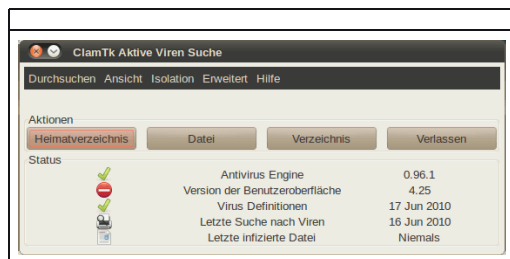 ClamTk Aktive Viren Suche
Durchsuchen Ansicht Isolation Erweitert Hilfe
Aktionen
Heimatverzeichnis Datei Verzeichnis Verlassen
Status
Antivirus Engine 0.96.1
Version der Benutzeroberfläche 4.25
Virus Definitionen 17 Jun 2010
Letzte Suche nach Viren 16 Jun 2010
Letzte infizierte Datei Niemals